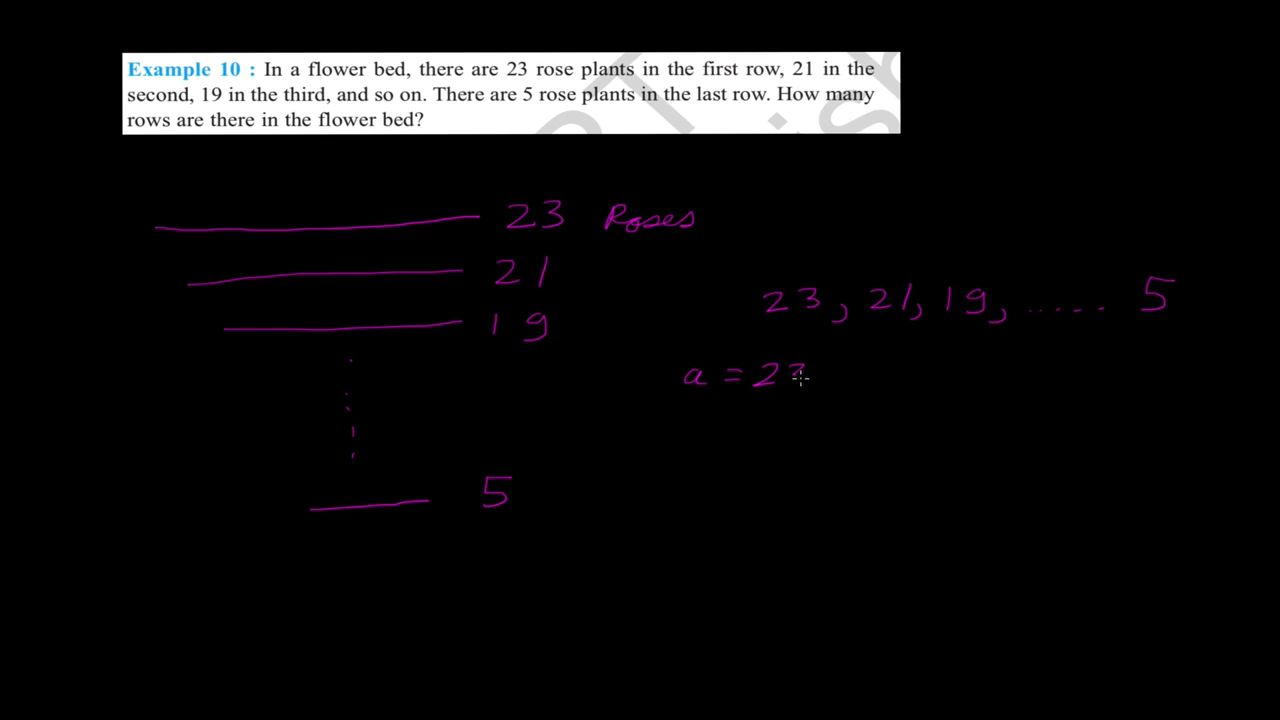 Example 10 : In a flower bed, there are 23 rose plants in the first row, 21 in the
second, 19 in the third, and so on. There are 5 rose plants in the last row. How many
rows are there in the flower bed?
23 Roses
21
19
5
23, 21, 19, ..... 5
a = 23